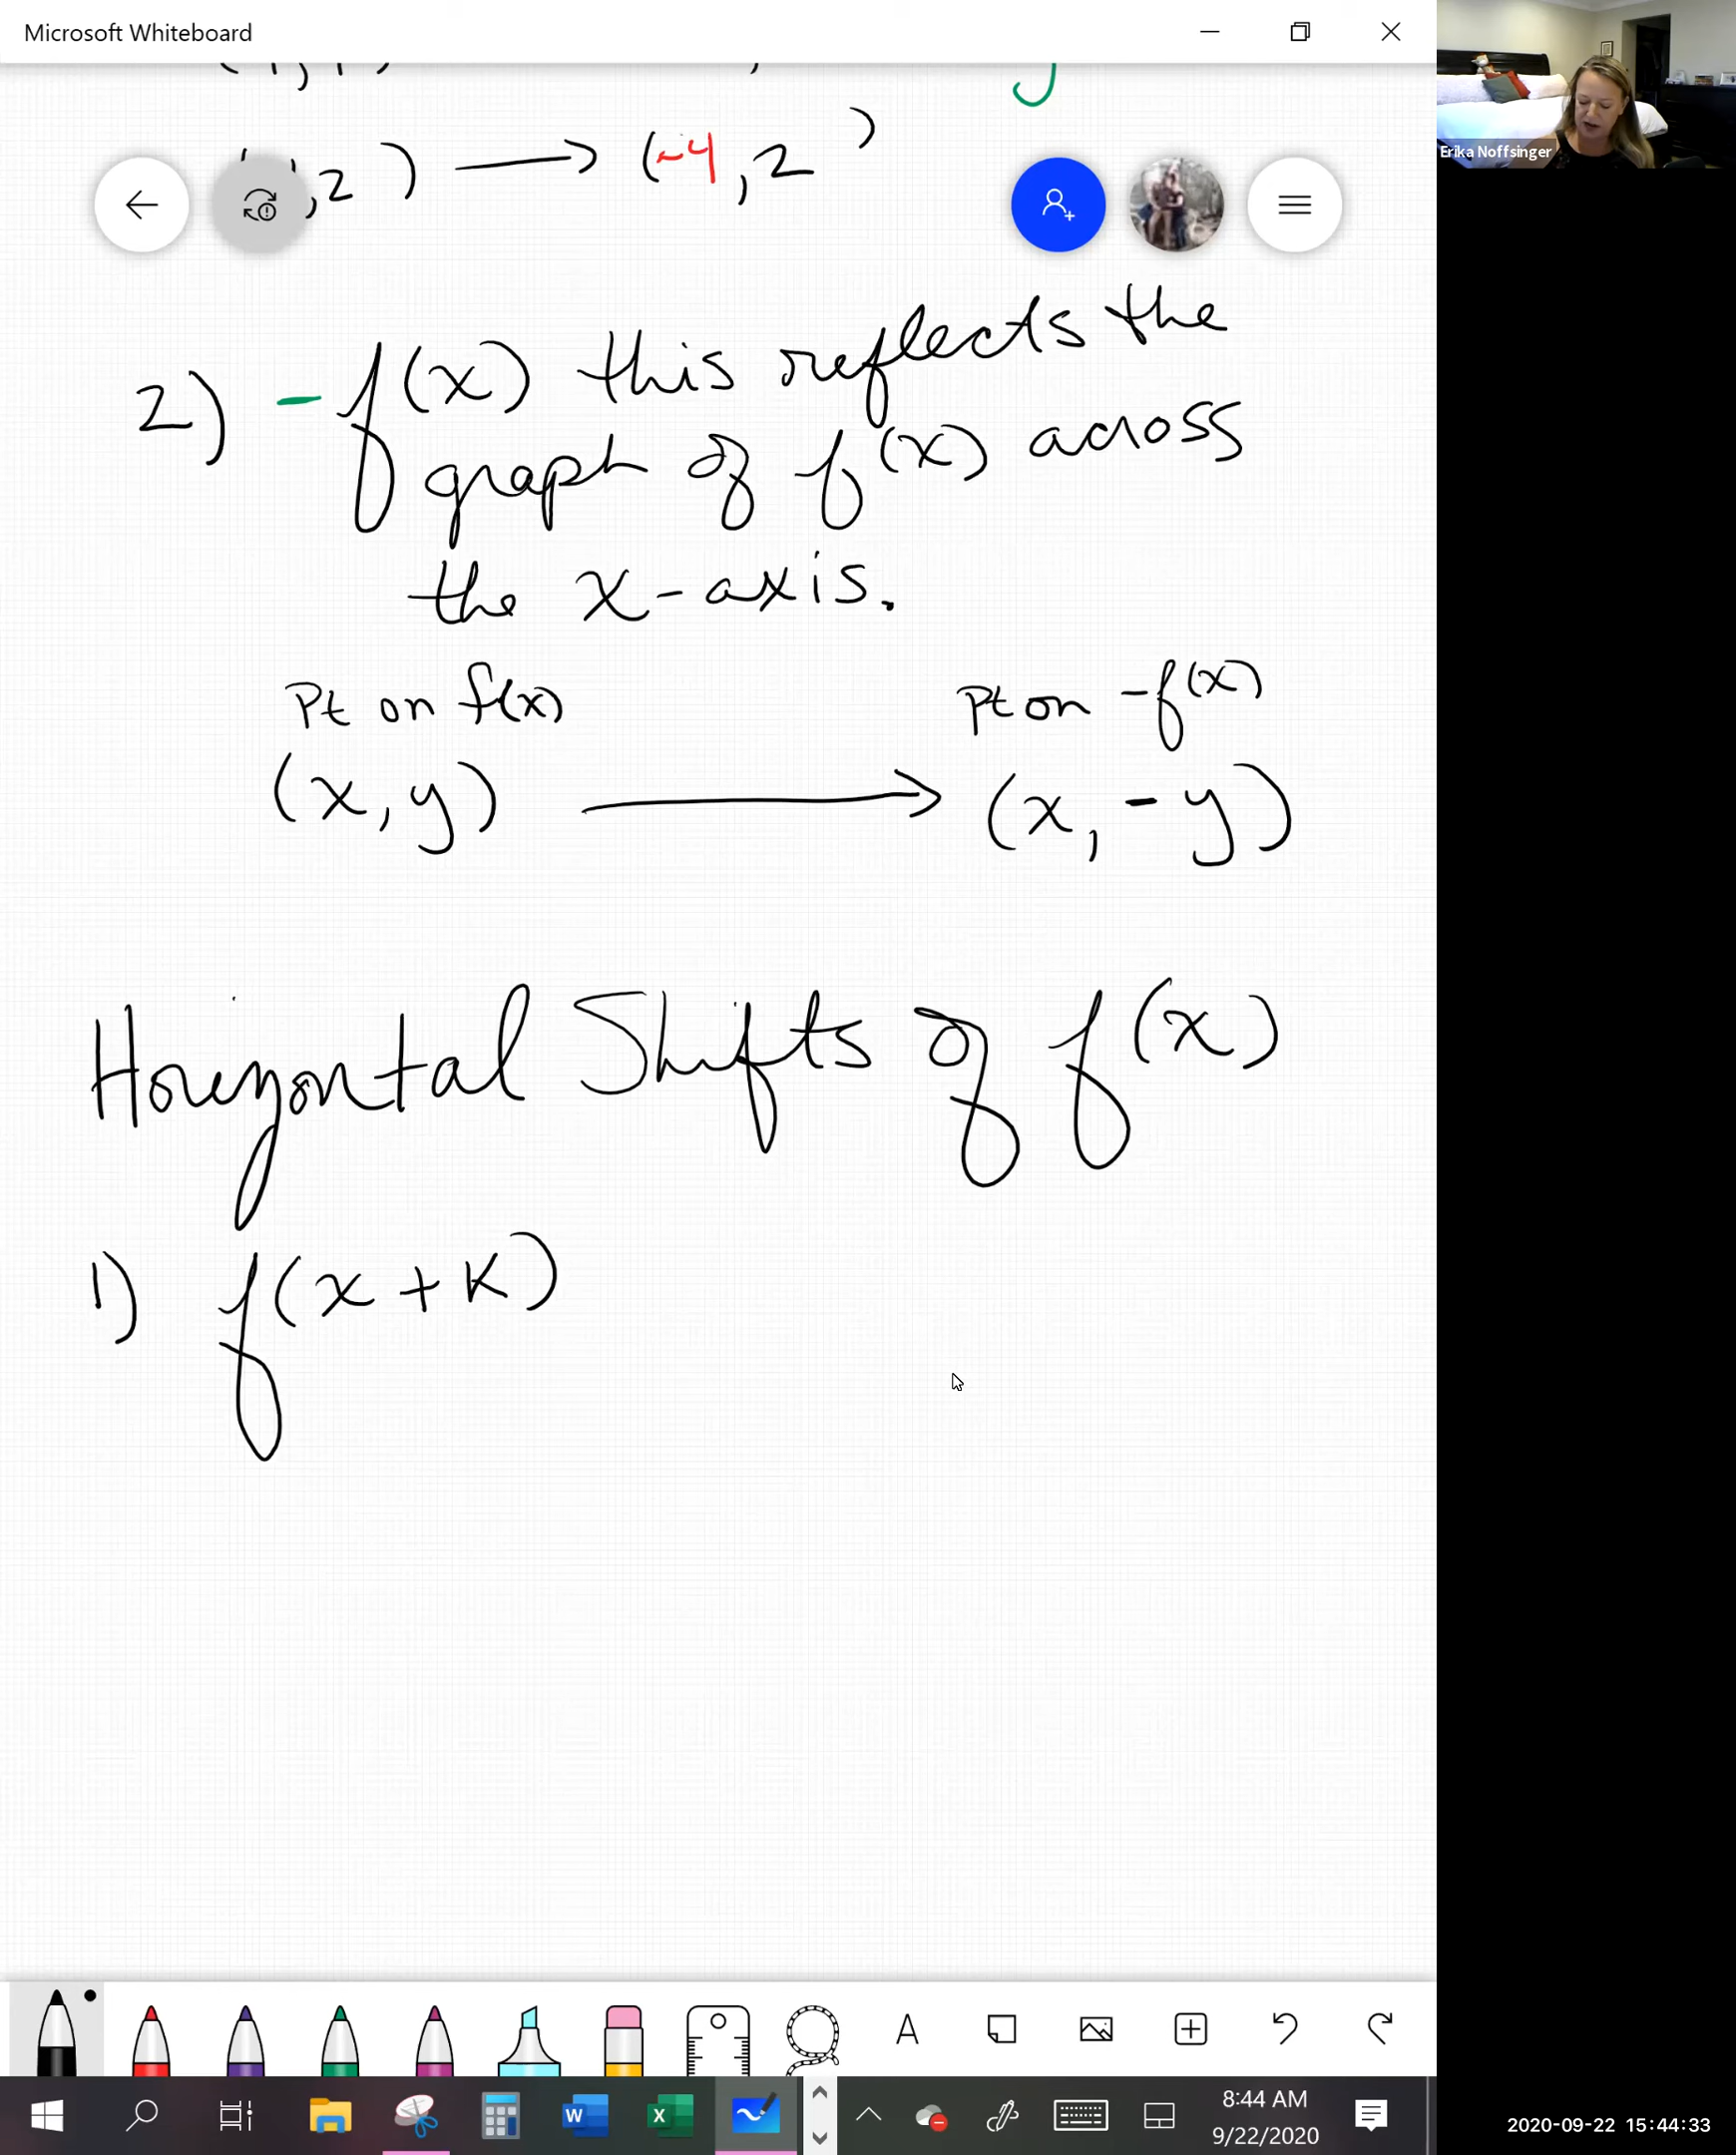 Microsoft Whiteboard
Erika Noffsinger
,2 ) → (-4, 2 )
2) -f(x) this reflects the
graph of f(x) across
the x-axis.
Pt on f(x) Pt on -f(x)
(x, y) → (x, -y)
Horizontal Shifts of f(x)
1) f(x + K)
A
W
X
8:44 AM
9/22/2020
2020-09-22 15:44:33